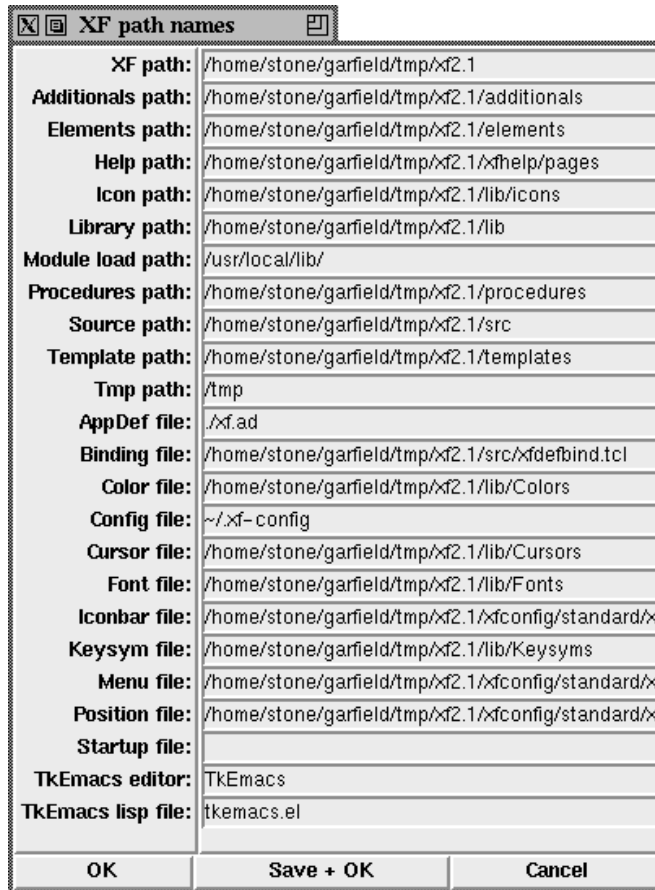 XF path names
XF path: /home/stone/garfield/tmp/xf2.1
Additionals path: /home/stone/garfield/tmp/xf2.1/additionals
Elements path: /home/stone/garfield/tmp/xf2.1/elements
Help path: /home/stone/garfield/tmp/xf2.1/xfhelp/pages
Icon path: /home/stone/garfield/tmp/xf2.1/lib/icons
Library path: /home/stone/garfield/tmp/xf2.1/lib
Module load path: /usr/local/lib/
Procedures path: /home/stone/garfield/tmp/xf2.1/procedures
Source path: /home/stone/garfield/tmp/xf2.1/src
Template path: /home/stone/garfield/tmp/xf2.1/templates
Tmp path: /tmp
AppDef file: ./xf.ad
Binding file: /home/stone/garfield/tmp/xf2.1/src/xfdefbind.tcl
Color file: /home/stone/garfield/tmp/xf2.1/lib/Colors
Config file: ~/.xf-config
Cursor file: /home/stone/garfield/tmp/xf2.1/lib/Cursors
Font file: /home/stone/garfield/tmp/xf2.1/lib/Fonts
Iconbar file: /home/stone/garfield/tmp/xf2.1/xfconfig/standard/x
Keysym file: /home/stone/garfield/tmp/xf2.1/lib/Keysyms
Menu file: /home/stone/garfield/tmp/xf2.1/xfconfig/standard/x
Position file: /home/stone/garfield/tmp/xf2.1/xfconfig/standard/x
Startup file:
TkEmacs editor: TkEmacs
TkEmacs lisp file: tkemacs.el
OK Save + OK Cancel